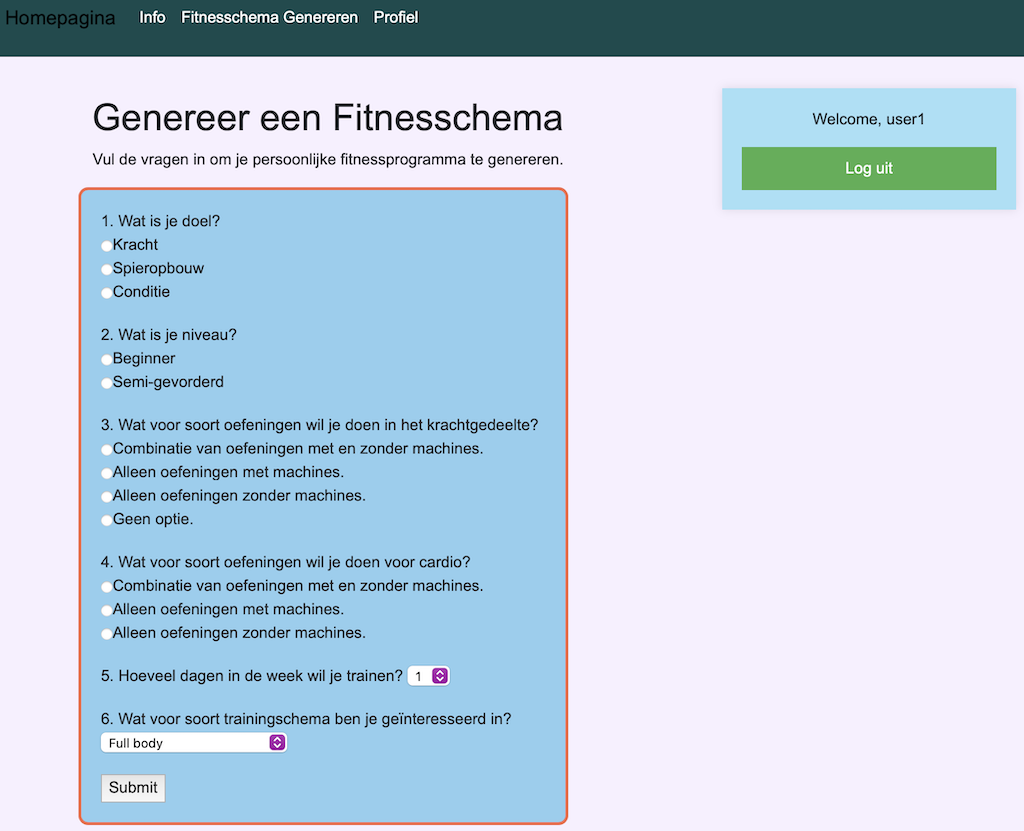 Homepagina Info Fitnesschema Genereren Profiel
Genereer een Fitnesschema
Vul de vragen in om je persoonlijke fitnessprogramma te genereren.
Welcome, user1
Log uit
1. Wat is je doel?
Kracht
Spieropbouw
Conditie
2. Wat is je niveau?
Beginner
Semi-gevorderd
3. Wat voor soort oefeningen wil je doen in het krachtgedeelte?
Combinatie van oefeningen met en zonder machines.
Alleen oefeningen met machines.
Alleen oefeningen zonder machines.
Geen optie.
4. Wat voor soort oefeningen wil je doen voor cardio?
Combinatie van oefeningen met en zonder machines.
Alleen oefeningen met machines.
Alleen oefeningen zonder machines.
5. Hoeveel dagen in de week wil je trainen? 1
6. Wat voor soort trainingschema ben je geïnteresseerd in?
Full body
Submit